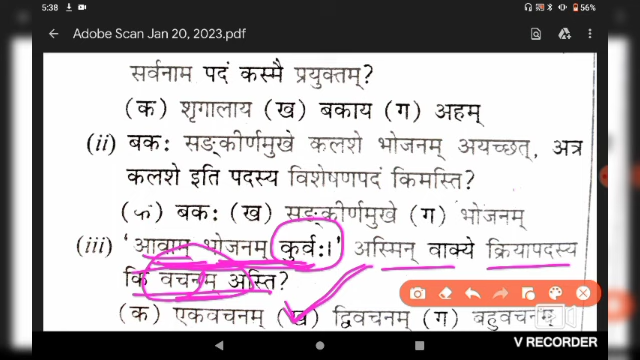 5:38
56%
Adobe Scan Jan 20, 2023.pdf
सर्वनाम पदं कस्मै प्रयुक्तम्?
(क) शृगालाय (ख) बकाय (ग) अहम्
(ii) बक: सङ्कीर्णमुखे कलशे भोजनम् अयच्छत्, अत्र
कलशे इति पदस्य विशेषणपदं किमस्ति?
(क) बक: (ख) सङ्कीर्णमुखे (ग) भोजनम्
(iii) 'आवाम् भोजनम् कुर्व:।' अस्मिन् वाक्ये क्रियापदस्य
किं वचनम् अस्ति?
(क) एकवचनम् (ख) द्विवचनम् (ग) बहुवचनम्
V RECORDER